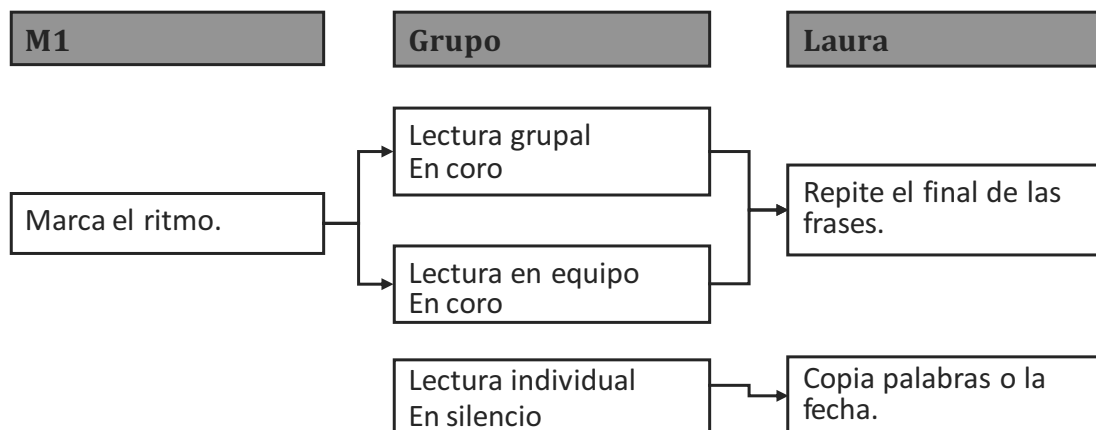 M1
Grupo
Laura
Marca el ritmo.
Lectura grupal
En coro
Lectura en equipo
En coro
Repite el final de las
frases.
Lectura individual
En silencio
Copia palabras o la
fecha.